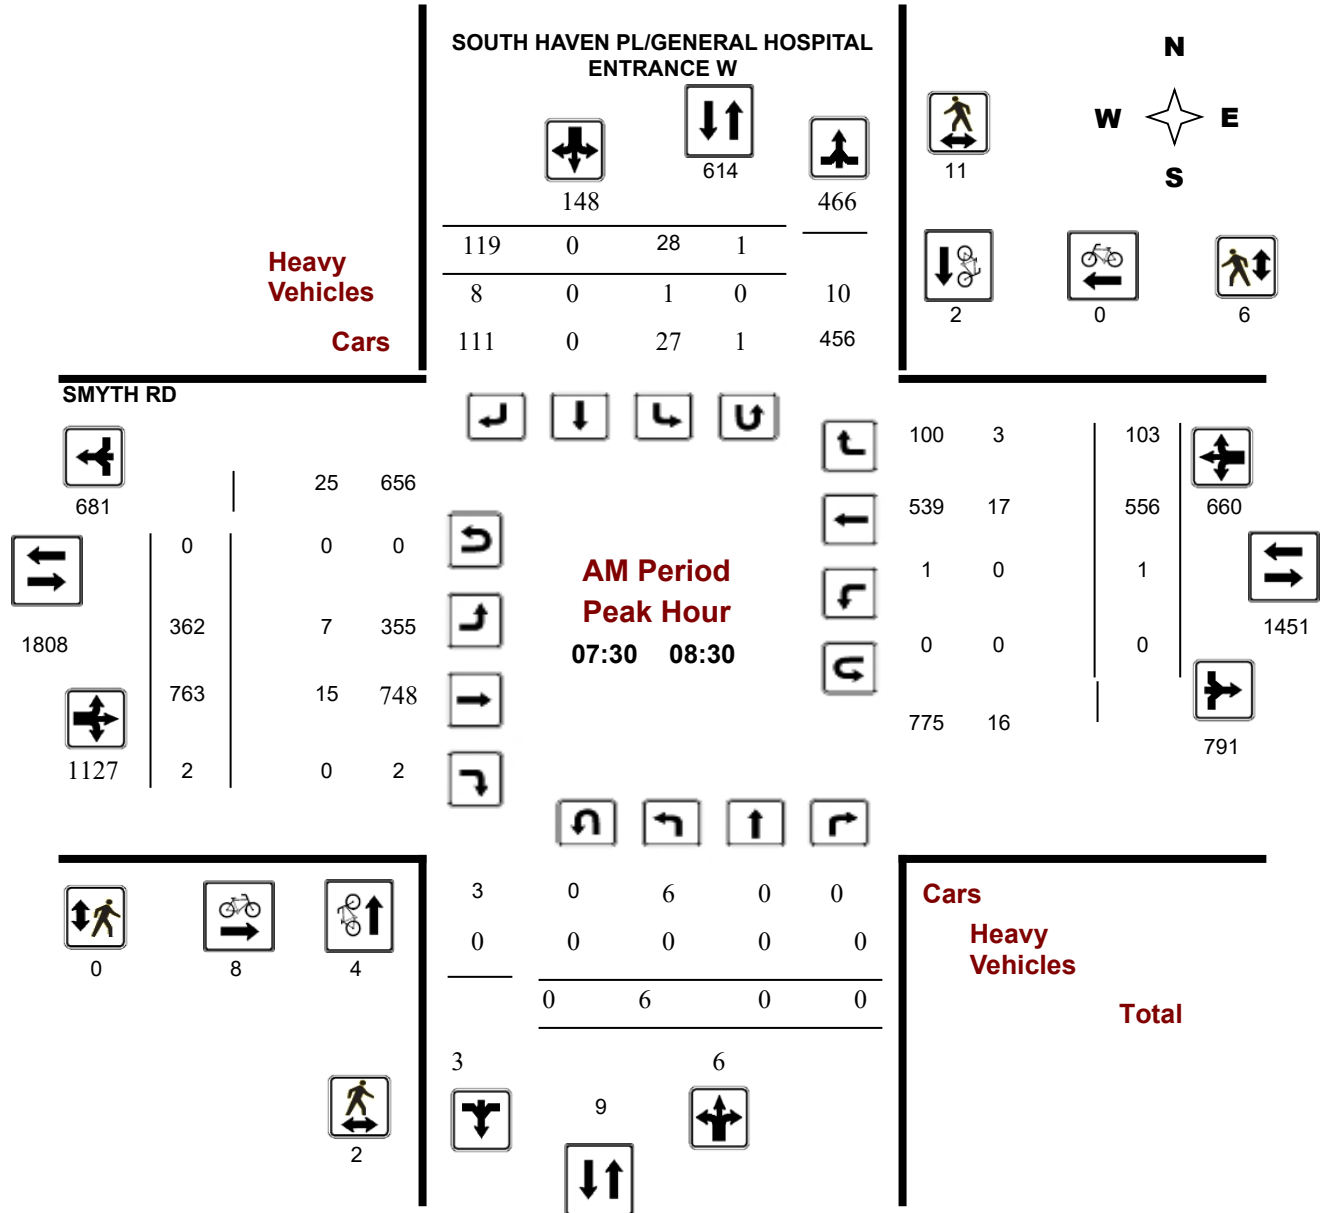 SOUTH HAVEN PL/GENERAL HOSPITAL
ENTRANCE W
N
W E
S
614
11
148 466
119 0 28 1
Heavy
Vehicles
8 0 1 0 10
2 0 6
Cars 111 0 27 1 456
SMYTH RD
100 3 103
25 656
681
539 17 556 660
0 0 0
AM Period
1 0 1
Peak Hour
362 7 355
1808
1451
07:30 08:30
0 0 0
763 15 748
775 16
791
1127 2 0 2
3 0 6 0 0
Cars
0 0 0 0 0
Heavy
Vehicles
0 8 4
0 6 0 0
Total
3 6
9
2